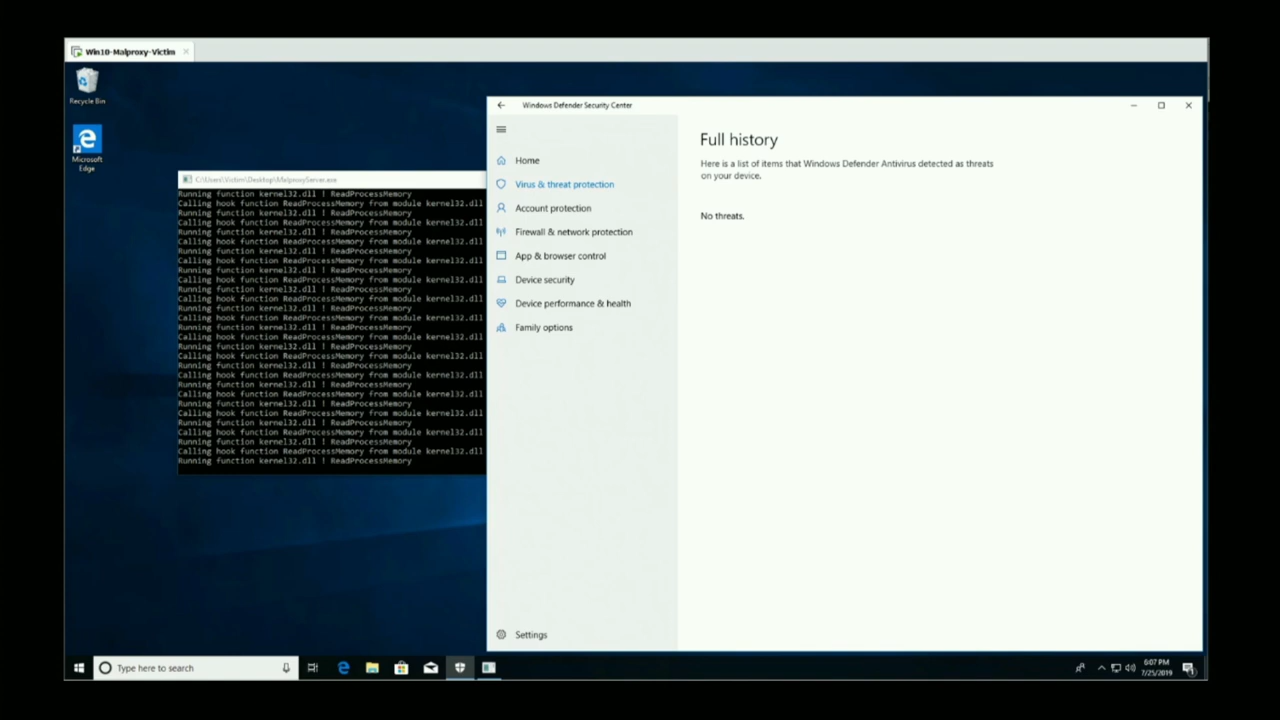 Win10-Malproxy-Victim
Recycle Bin
Microsoft
Edge
C:\Users\Victim\Desktop\MalproxyServer.exe
Running function kernel32.dll ! ReadProcessMemory
Calling hook function ReadProcessMemory from module kernel32.dll
Running function kernel32.dll ! ReadProcessMemory
Calling hook function ReadProcessMemory from module kernel32.dll
Running function kernel32.dll ! ReadProcessMemory
Calling hook function ReadProcessMemory from module kernel32.dll
Running function kernel32.dll ! ReadProcessMemory
Calling hook function ReadProcessMemory from module kernel32.dll
Running function kernel32.dll ! ReadProcessMemory
Calling hook function ReadProcessMemory from module kernel32.dll
Running function kernel32.dll ! ReadProcessMemory
Calling hook function ReadProcessMemory from module kernel32.dll
Running function kernel32.dll ! ReadProcessMemory
Calling hook function ReadProcessMemory from module kernel32.dll
Running function kernel32.dll ! ReadProcessMemory
Calling hook function ReadProcessMemory from module kernel32.dll
Running function kernel32.dll ! ReadProcessMemory
Calling hook function ReadProcessMemory from module kernel32.dll
Running function kernel32.dll ! ReadProcessMemory
Calling hook function ReadProcessMemory from module kernel32.dll
Running function kernel32.dll ! ReadProcessMemory
Calling hook function ReadProcessMemory from module kernel32.dll
Running function kernel32.dll ! ReadProcessMemory
Calling hook function ReadProcessMemory from module kernel32.dll
Running function kernel32.dll ! ReadProcessMemory
Calling hook function ReadProcessMemory from module kernel32.dll
Running function kernel32.dll ! ReadProcessMemory
Calling hook function ReadProcessMemory from module kernel32.dll
Running function kernel32.dll ! ReadProcessMemory
Windows Defender Security Center
Home
Virus & threat protection
Account protection
Firewall & network protection
App & browser control
Device security
Device performance & health
Family options
Settings
Full history
Here is a list of items that Windows Defender Antivirus detected as threats
on your device.
No threats.
Type here to search
6:07 PM
7/25/2019